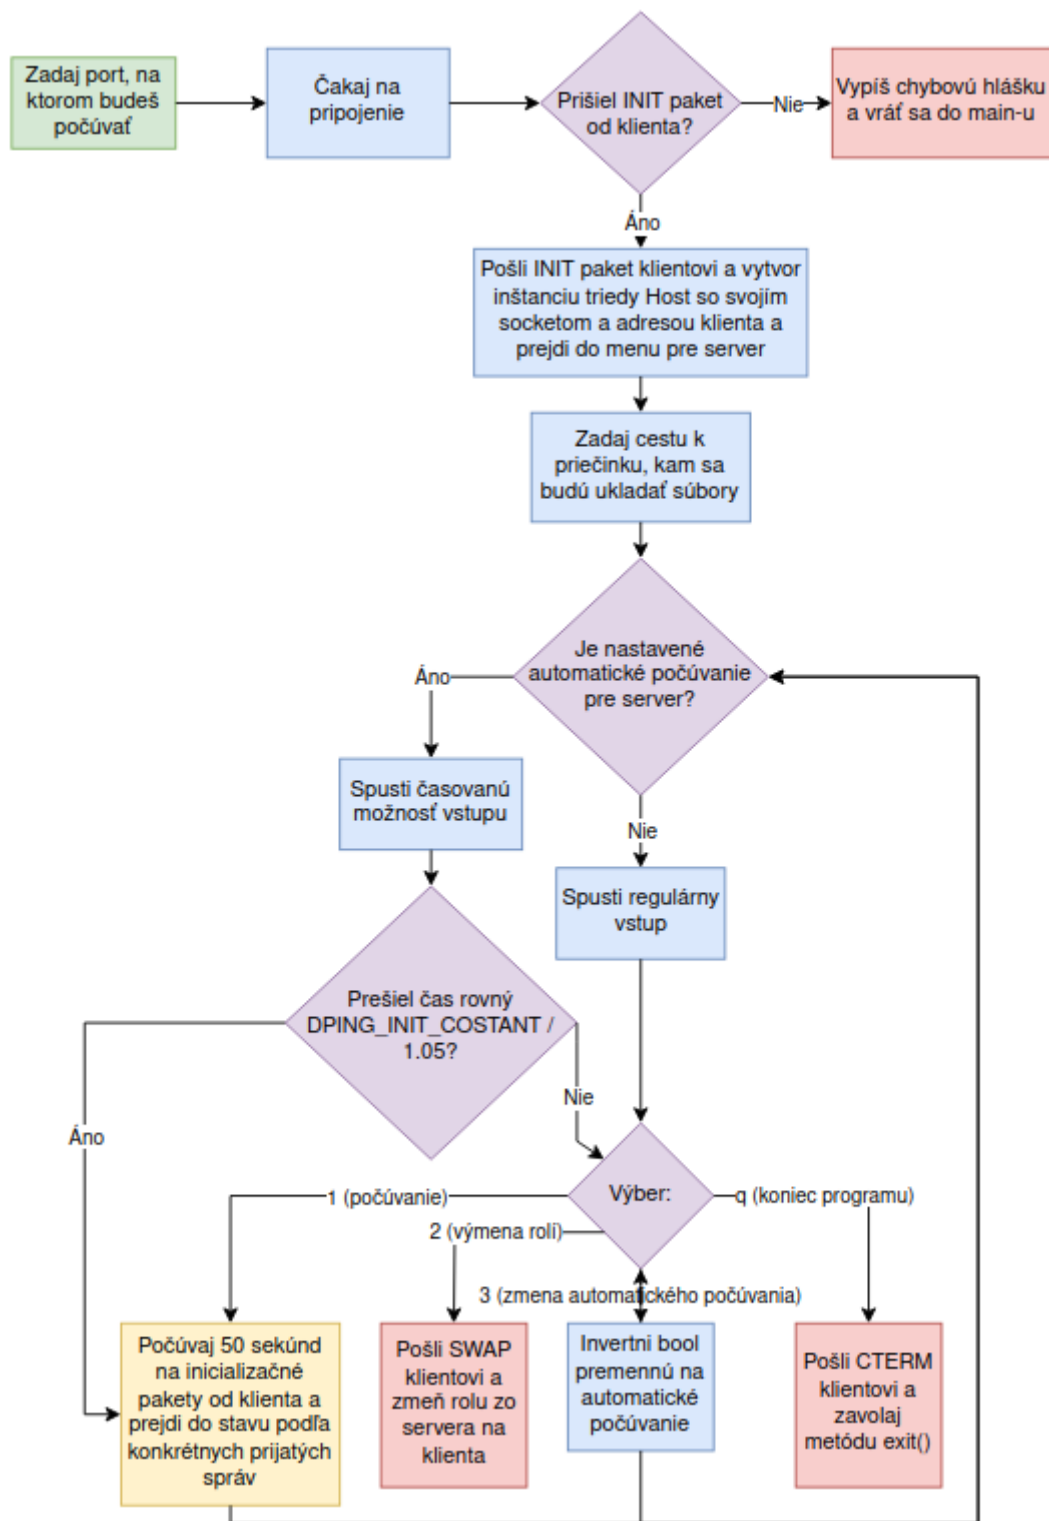 Zadaj port, na
ktorom budeš
počúvať
Čakaj na
pripojenie
Prišiel INIT paket
od klienta?
Nie
Vypíš chybovú hlášku
a vráť sa do main-u
Áno
Pošli INIT paket klientovi a vytvor
inštanciu triedy Host so svojím
socketom a adresou klienta a
prejdi do menu pre server
Zadaj cestu k
priečinku, kam sa
budú ukladať súbory
Je nastavené
automatické počúvanie
pre server?
Áno
Spusti časovanú
možnosť vstupu
Nie
Spusti regulárny
vstup
Prešiel čas rovný
DPING_INIT_COSTANT /
1.05?
Nie
Áno
Výber:
1 (počúvanie)
q (koniec programu)
2 (výmena rolí)
3 (zmena automatického počúvania)
Počúvaj 50 sekúnd
na inicializačné
pakety od klienta a
prejdi do stavu podľa
konkrétnych prijatých
správ
Pošli SWAP
klientovi a
zmeň rolu zo
servera na
klienta
Invertni bool
premennú na
automatické
počúvanie
Pošli CTERM
klientovi a
zavolaj
metódu exit()